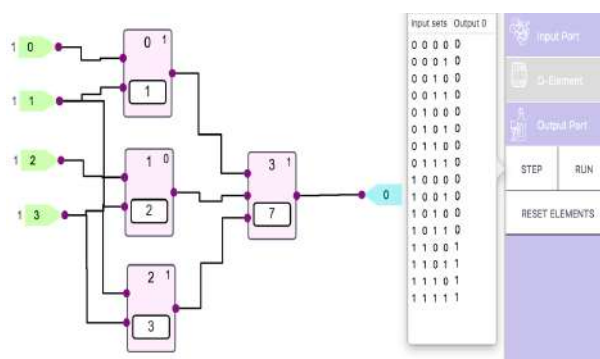 1 0
1 1
1 2
1 3
0 1
1
1 0
2
2 1
3
3 1
7
0
Input sets Output 0
0 0 0 0 0
0 0 0 1 0
0 0 1 0 0
0 0 1 1 0
0 1 0 0 0
0 1 0 1 0
0 1 1 0 0
0 1 1 1 0
1 0 0 0 0
1 0 0 1 0
1 0 1 0 0
1 0 1 1 0
1 1 0 0 1
1 1 0 1 1
1 1 1 0 1
1 1 1 1 1
Input Port
Q-Element
Output Port
STEP RUN
RESET ELEMENTS